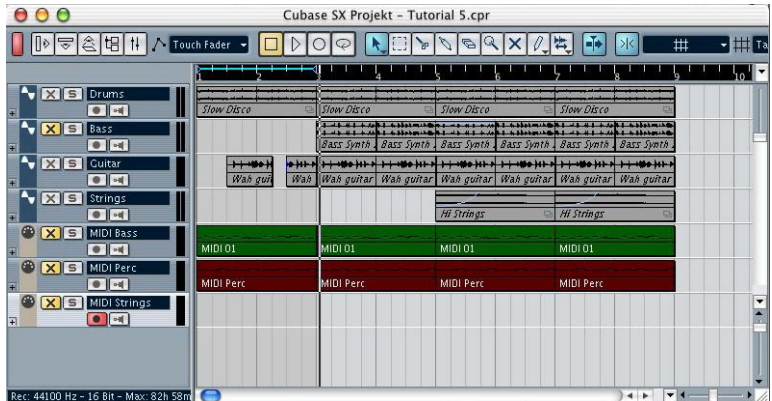 Cubase SX Projekt - Tutorial 5.cpr
Touch Fader
Ta
1 2 3 4 5 6 7 8 9 10
X S Drums
Slow Disco Slow Disco Slow Disco Slow Disco
X S Bass
Bass Synth Bass Synth Bass Synth Bass Synth Bass Synth Bass Synth
X S Guitar
Wah guit Wah Wah guitar Wah guitar Wah guitar Wah guitar Wah guitar Wah guitar
X S Strings
Hi Strings Hi Strings
X S MIDI Bass
MIDI 01 MIDI 01 MIDI 01 MIDI 01
X S MIDI Perc
MIDI Perc MIDI Perc MIDI Perc MIDI Perc
X S MIDI Strings
Rec: 44100 Hz - 16 Bit - Max: 82h 58m